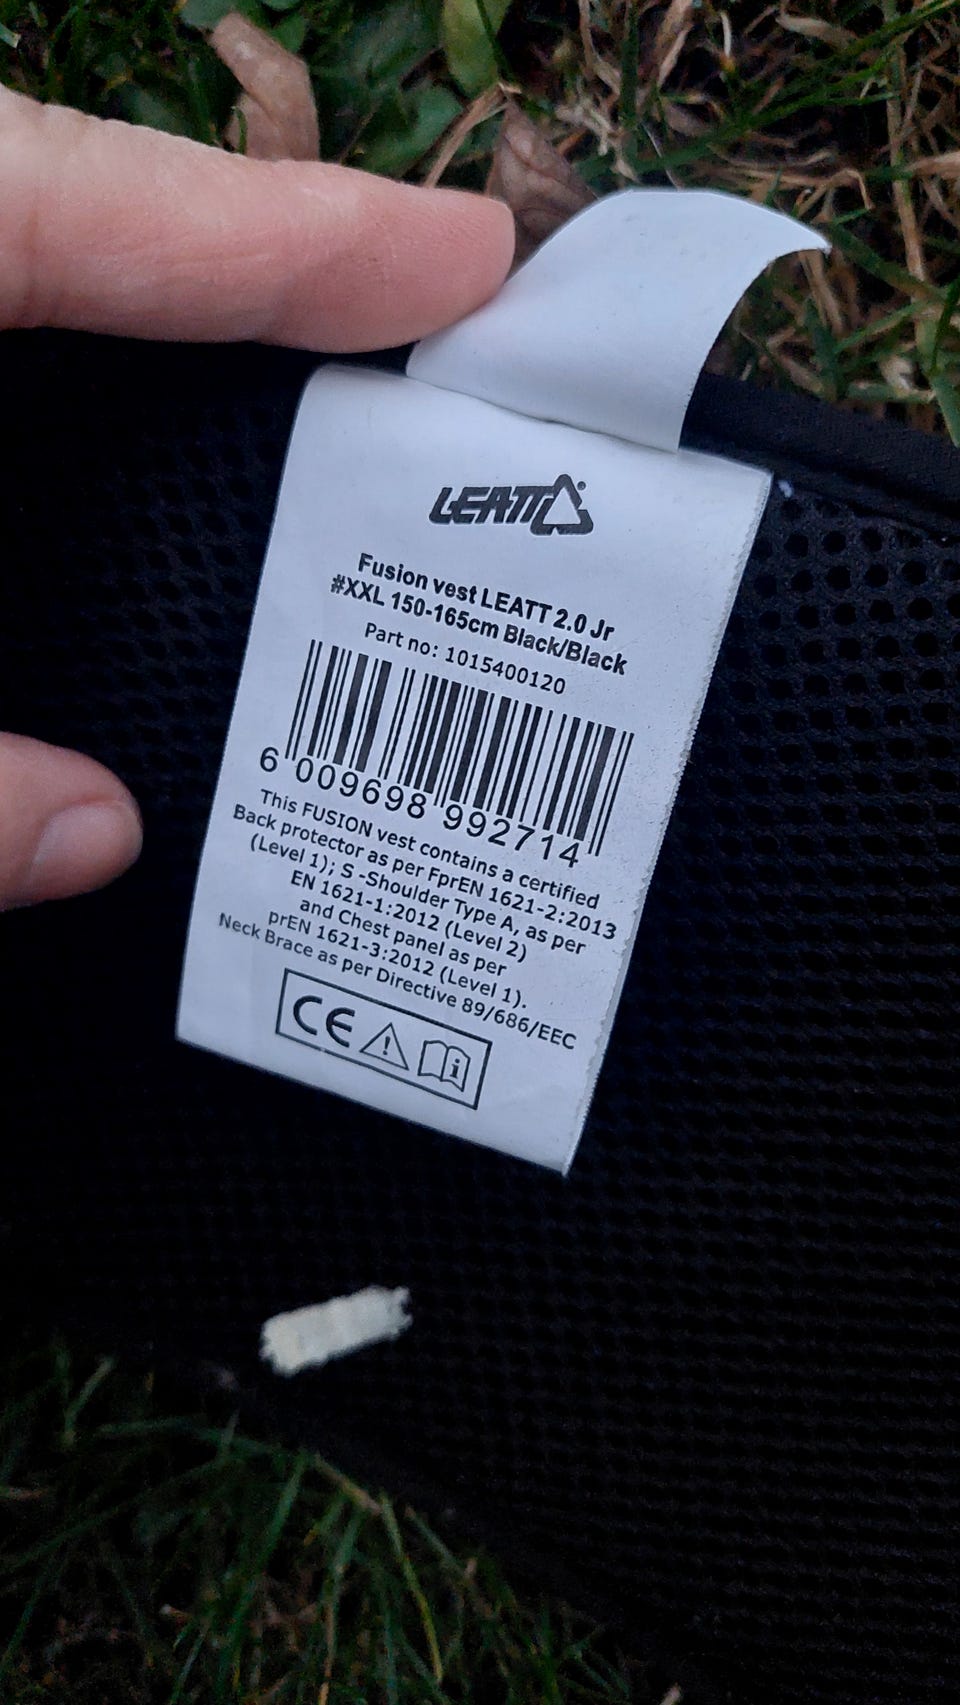 LEATT
Fusion vest LEATT 2.0 Jr
#XXL 150-165cm Black/Black
Part no: 1015400120
6 009698 992714
This FUSION vest contains a certified
Back protector as per FprEN 1621-2:2013
(Level 1); S -Shoulder Type A, as per
EN 1621-1:2012 (Level 2)
and Chest panel as per
prEN 1621-3:2012 (Level 1).
Neck Brace as per Directive 89/686/EEC
CE